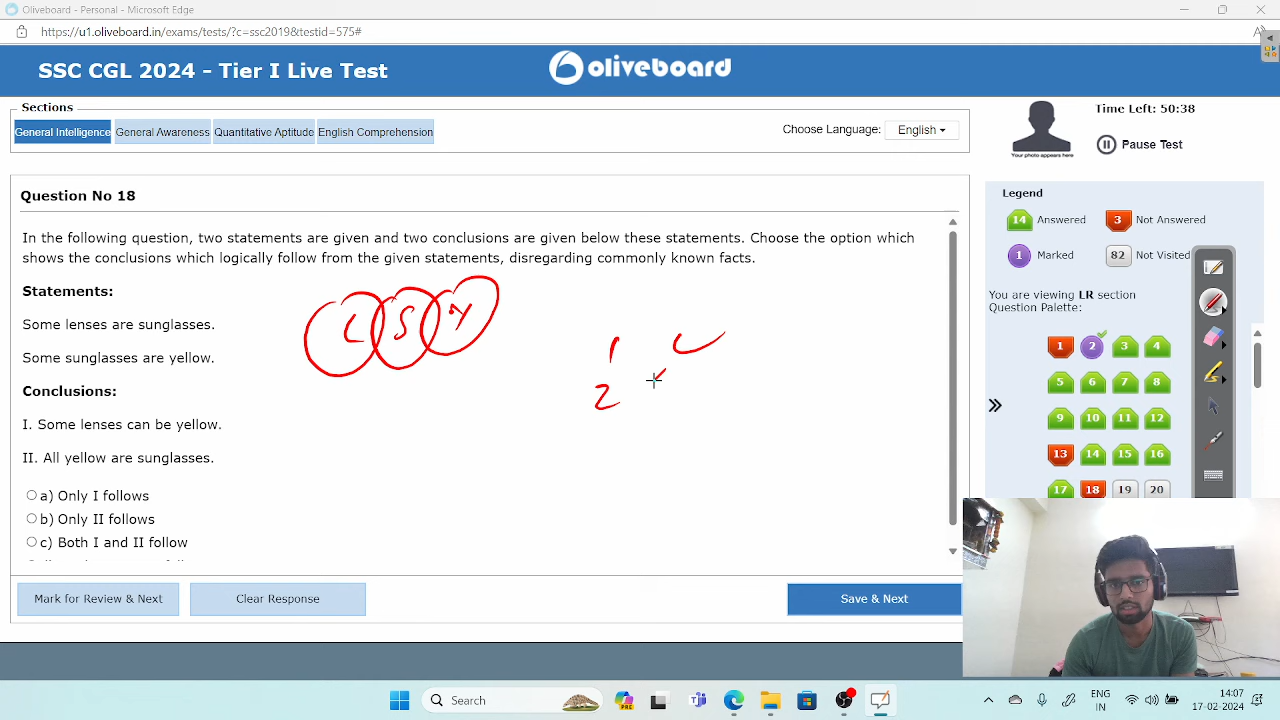 Oliveboard - Personal - Microsoft Edge
https://u1.oliveboard.in/exams/tests/?c=ssc2019&testid=575#
SSC CGL 2024 - Tier I Live Test
oliveboard
Sections
General Intelligence General Awareness Quantitative Aptitude English Comprehension
Choose Language: English
Your photo appears here
Time Left: 50:38
Pause Test
Question No 18
In the following question, two statements are given and two conclusions are given below these statements. Choose the option which
shows the conclusions which logically follow from the given statements, disregarding commonly known facts.
Statements:
Some lenses are sunglasses.
Some sunglasses are yellow.
Conclusions:
I. Some lenses can be yellow.
II. All yellow are sunglasses.
a) Only I follows
b) Only II follows
c) Both I and II follow
L S Y
1
2
Mark for Review & Next Clear Response Save & Next
Legend
14 Answered 3 Not Answered
1 Marked 82 Not Visited
You are viewing LR section
Question Palette:
1 2 3 4
5 6 7 8
9 10 11 12
13 14 15 16
17 18 19 20
Search
PRE
ENG
IN
14:07
17-02-2024